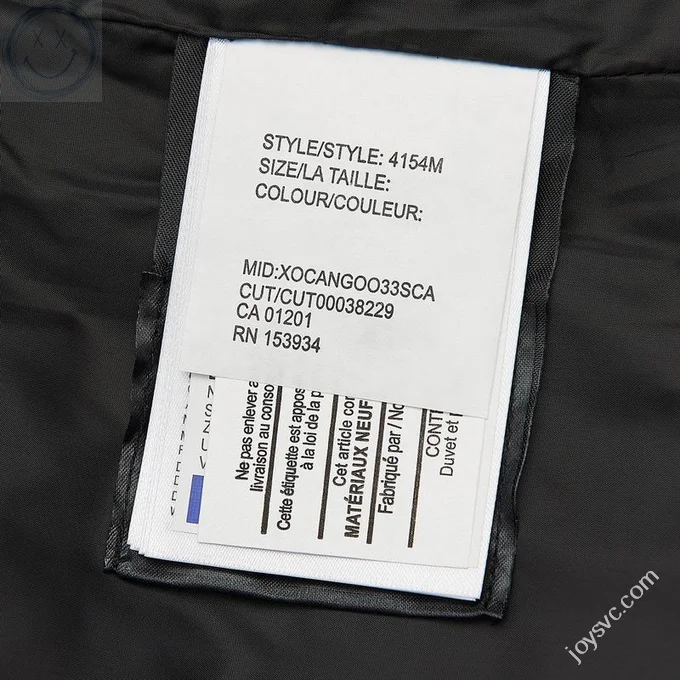 STYLE/STYLE: 4154M
SIZE/LA TAILLE:
COLOUR/COULEUR:
MID:XOCANGOO33SCA
CUT/CUT00038229
CA 01201
RN 153934
Ne pas enlever a
livraison au conso
Cette étiquette est appos
à la loi de la p
Cet article con
MATÉRIAUX NEUF
Fabriqué par / No
CONT
Duvet et
joysvc.com